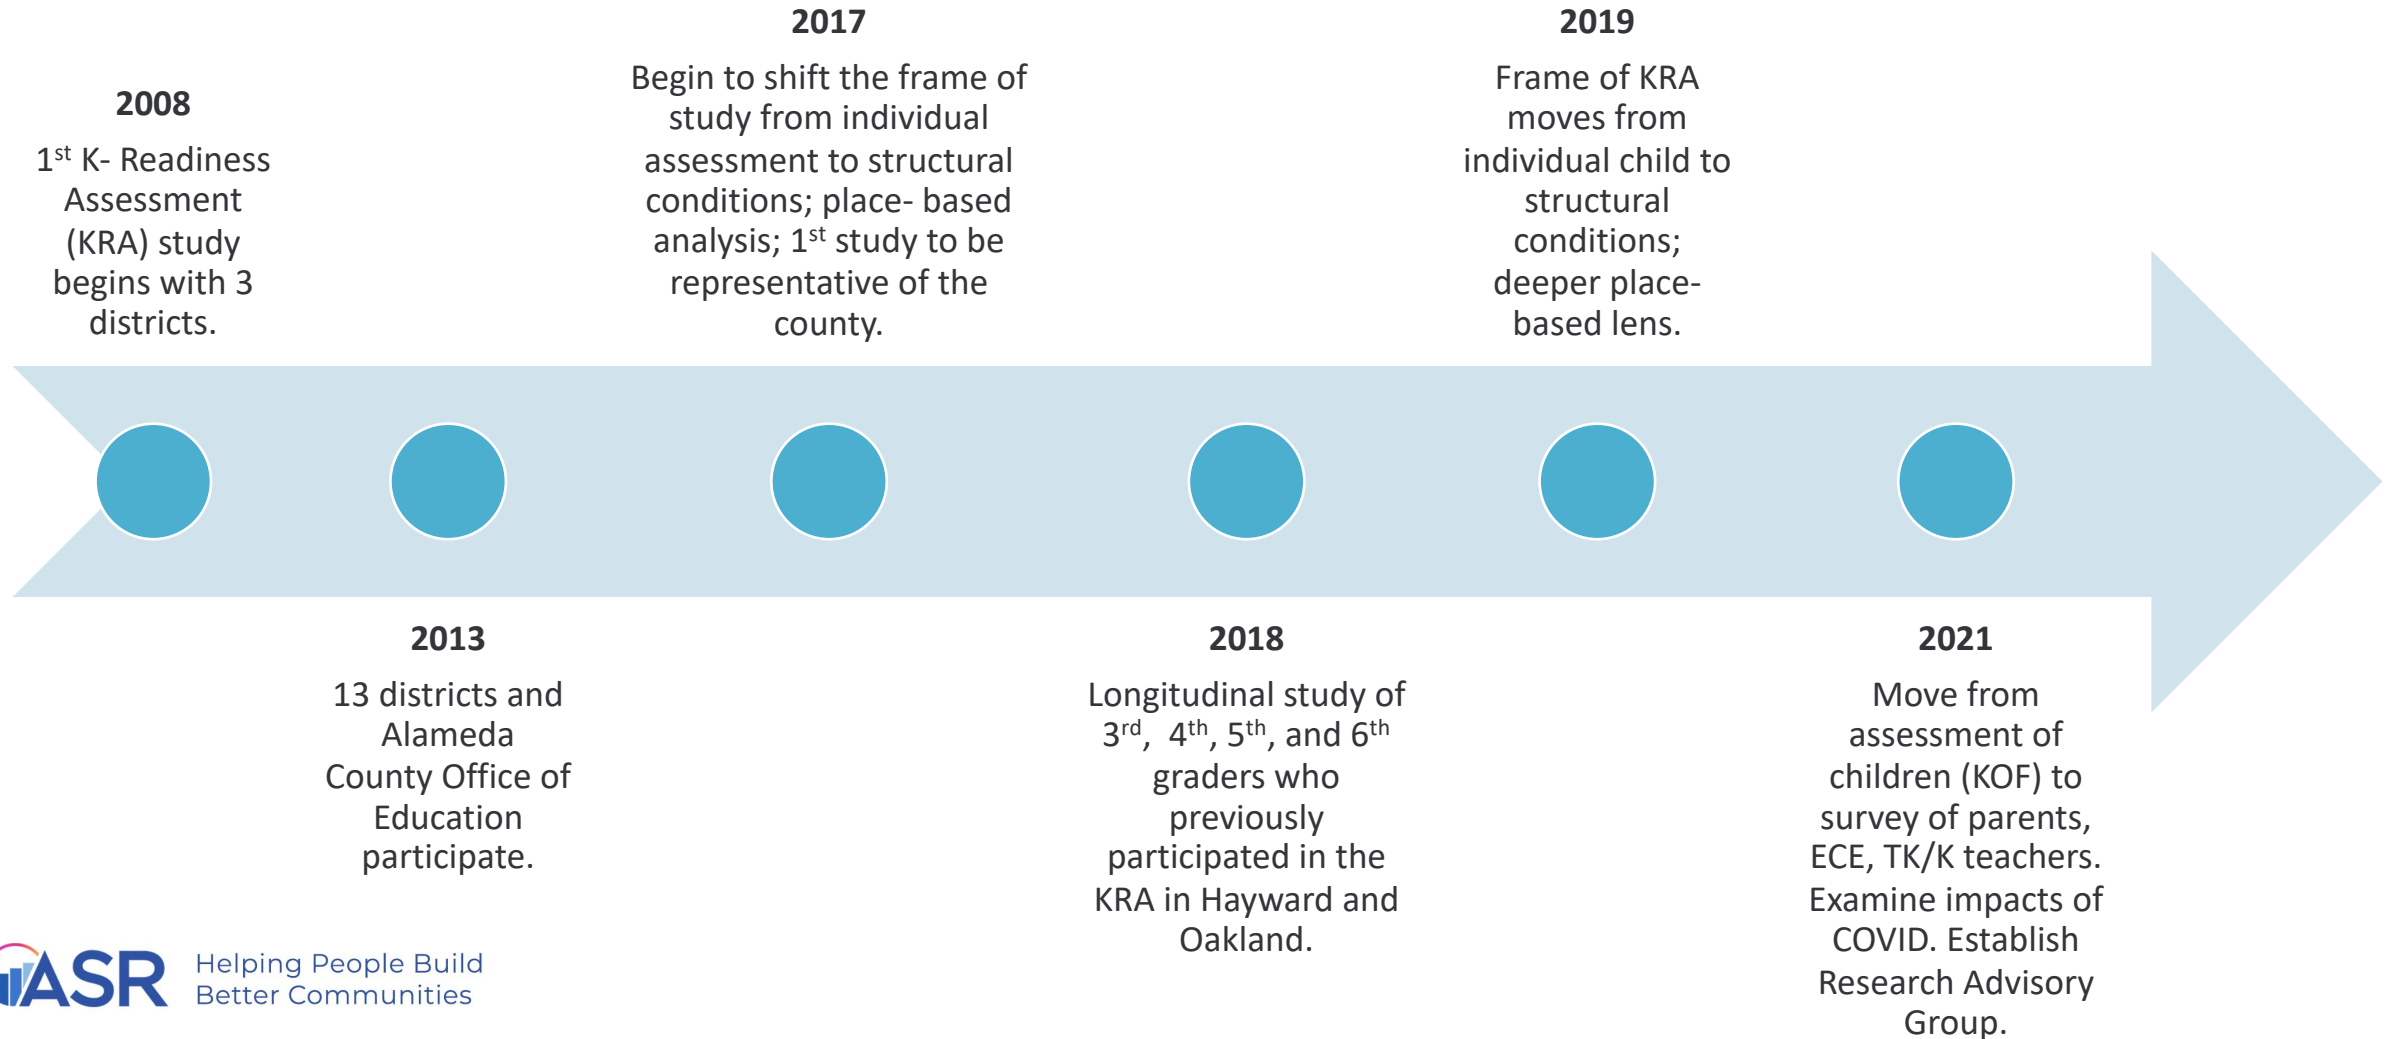 2008
1st K- Readiness
Assessment
(KRA) study
begins with 3
districts.
2013
13 districts and
Alameda
County Office of
Education
participate.
2017
Begin to shift the frame of
study from individual
assessment to structural
conditions; place- based
analysis; 1st study to be
representative of the
county.
2018
Longitudinal study of
3rd, 4th, 5th, and 6th
graders who
previously
participated in the
KRA in Hayward and
Oakland.
2019
Frame of KRA
moves from
individual child to
structural
conditions;
deeper place-
based lens.
2021
Move from
assessment of
children (KOF) to
survey of parents,
ECE, TK/K teachers.
Examine impacts of
COVID. Establish
Research Advisory
Group.
ASR
Helping People Build
Better Communities